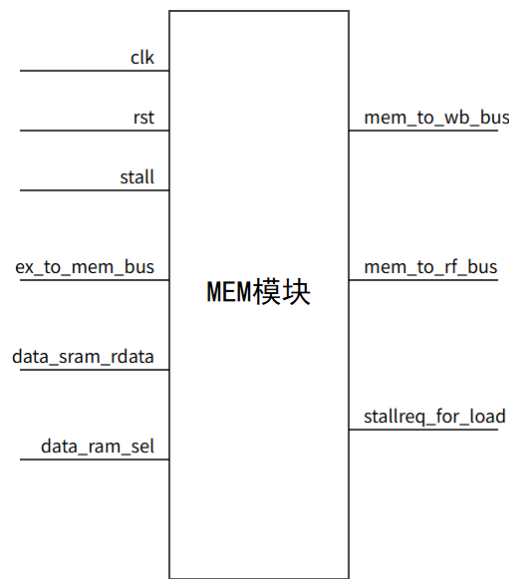 clk
rst
stall
ex_to_mem_bus
data_sram_rdata
data_ram_sel
MEM模块
mem_to_wb_bus
mem_to_rf_bus
stallreq_for_load